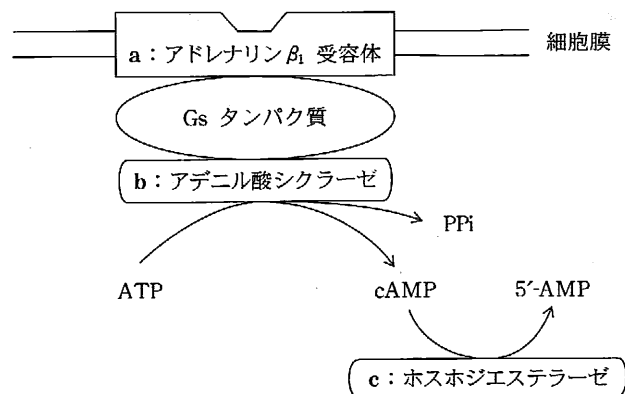 細胞膜
a：アドレナリンβ₁ 受容体
Gs タンパク質
b：アデニル酸シクラーゼ
PPi
ATP
cAMP
5′-AMP
c：ホスホジエステラーゼ